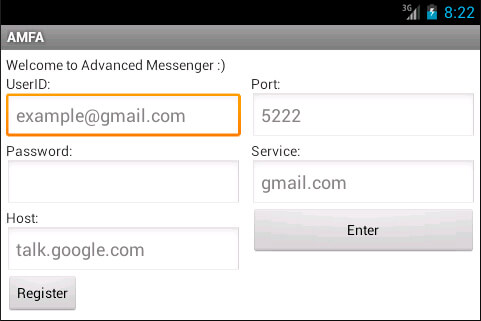 3G
8:22
AMFA
Welcome to Advanced Messenger :)
UserID:
example@gmail.com
Password:
Host:
talk.google.com
Register
Port:
5222
Service:
gmail.com
Enter